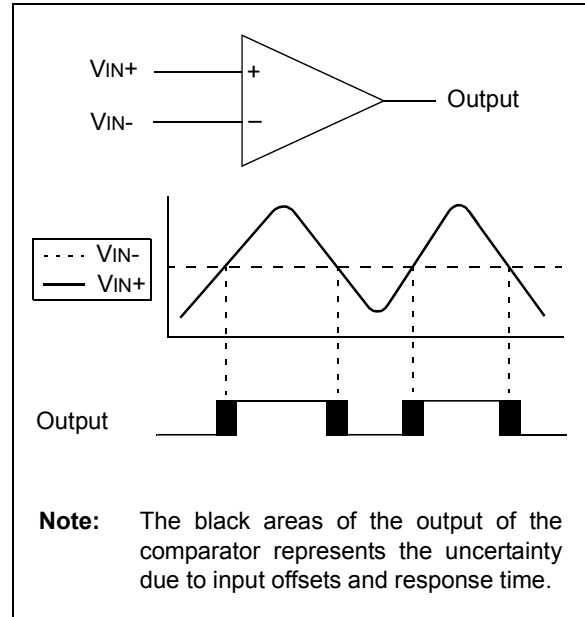 VIN+
+
Output
VIN-
–
VIN-
VIN+
Output
Note: The black areas of the output of the
comparator represents the uncertainty
due to input offsets and response time.